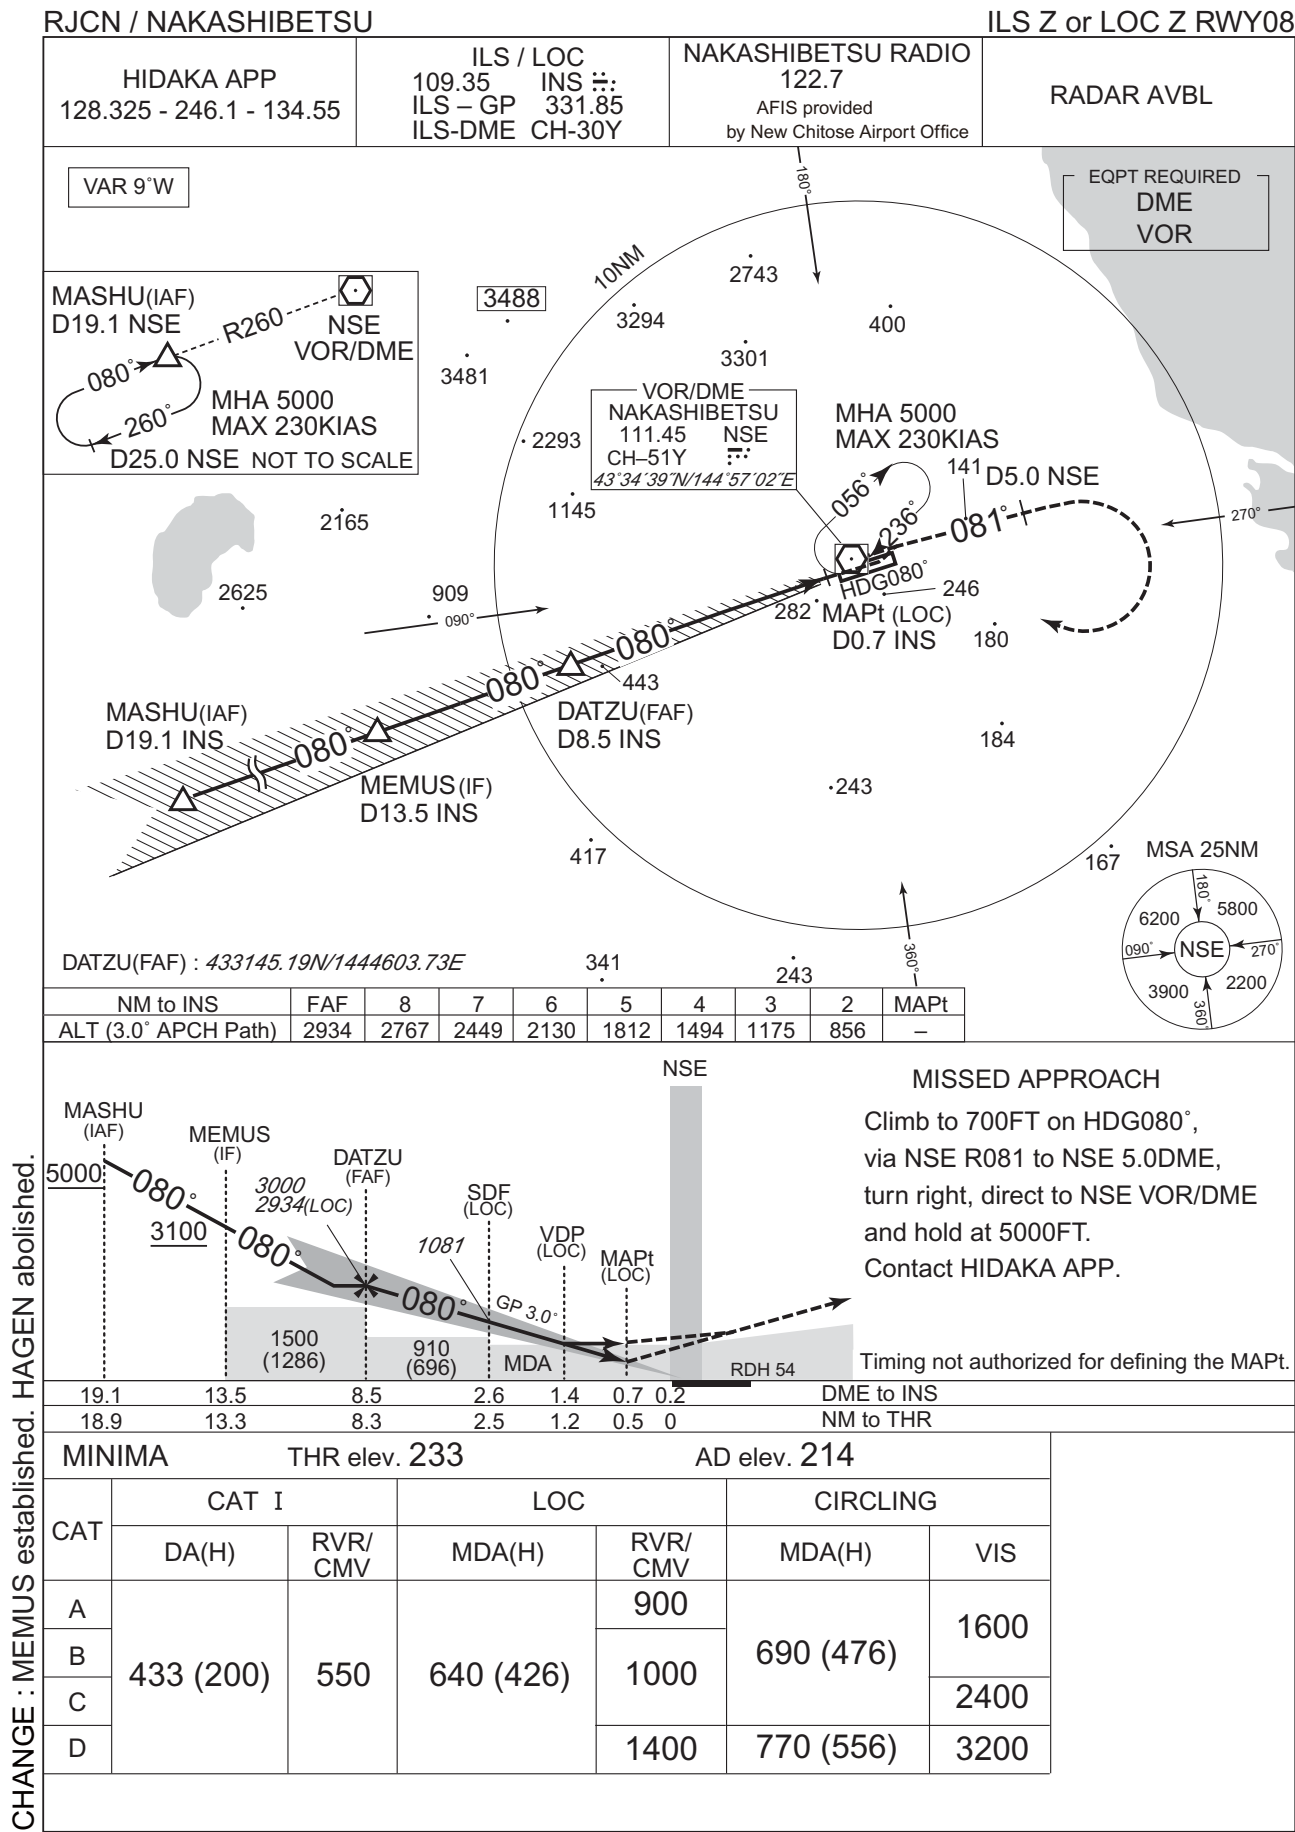 RJCN / NAKASHIBETSU
ILS Z or LOC Z RWY08
HIDAKA APP
128.325 - 246.1 - 134.55
ILS / LOC
109.35 INS
ILS – GP 331.85
ILS-DME CH-30Y
NAKASHIBETSU RADIO
122.7
AFIS provided
by New Chitose Airport Office
RADAR AVBL
VAR 9˚W
EQPT REQUIRED
DME
VOR
180˚
10NM
2743
3488
3294
400
3301
3481
MASHU(IAF)
D19.1 NSE
R260
NSE
VOR/DME
080˚
260˚
MHA 5000
MAX 230KIAS
D25.0 NSE NOT TO SCALE
VOR/DME
NAKASHIBETSU
111.45 NSE
CH–51Y
43˚34´39˝N/144˚57´02˝E
MHA 5000
MAX 230KIAS
2293
1145
2165
141
D5.0 NSE
056˚
236˚
081˚
270˚
2625
909
090˚
HDG080˚
282
246
MAPt (LOC)
D0.7 INS
180
080˚
080˚
443
MASHU(IAF)
D19.1 INS
DATZU(FAF)
D8.5 INS
080˚
184
MEMUS(IF)
D13.5 INS
243
417
167
MSA 25NM
180˚
6200
5800
090˚
NSE
270˚
3900
2200
360˚
360˚
DATZU(FAF) : 433145.19N/1444603.73E
341
243
NM to INS FAF 8 7 6 5 4 3 2 MAPt
ALT (3.0˚ APCH Path) 2934 2767 2449 2130 1812 1494 1175 856 –
NSE
MISSED APPROACH
Climb to 700FT on HDG080˚,
via NSE R081 to NSE 5.0DME,
turn right, direct to NSE VOR/DME
and hold at 5000FT.
Contact HIDAKA APP.
MASHU
(IAF)
MEMUS
(IF)
DATZU
(FAF)
5000
080˚
3000
2934(LOC)
SDF
(LOC)
3100
080˚
1081
VDP
(LOC)
MAPt
(LOC)
080˚
GP 3.0˚
1500
(1286)
910
(696)
MDA
RDH 54
Timing not authorized for defining the MAPt.
19.1 13.5 8.5 2.6 1.4 0.7 0.2 DME to INS
18.9 13.3 8.3 2.5 1.2 0.5 0 NM to THR
MINIMA THR elev. 233 AD elev. 214
CAT
CAT I
LOC
CIRCLING
DA(H)
RVR/
CMV
MDA(H)
RVR/
CMV
MDA(H)
VIS
A
B
C
D
433 (200)
550
640 (426)
900
1000
1400
690 (476)
770 (556)
1600
2400
3200
CHANGE : MEMUS established. HAGEN abolished.